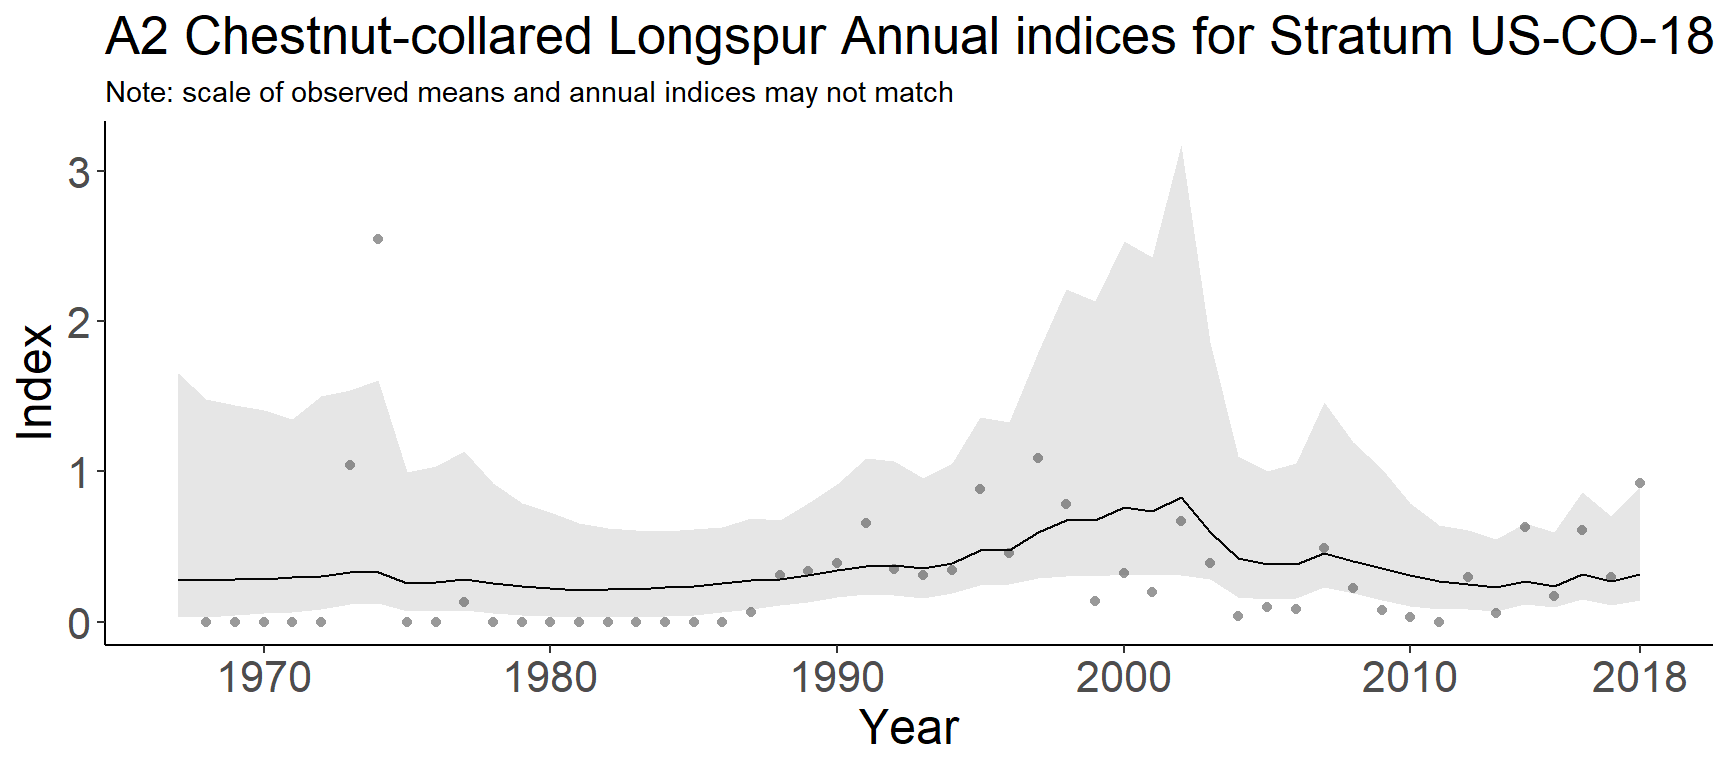 A2 Chestnut-collared Longspur Annual indices for Stratum US-CO-18
Note: scale of observed means and annual indices may not match
3
2
1
0
Index
1970 1980 1990 2000 2010 2018
Year